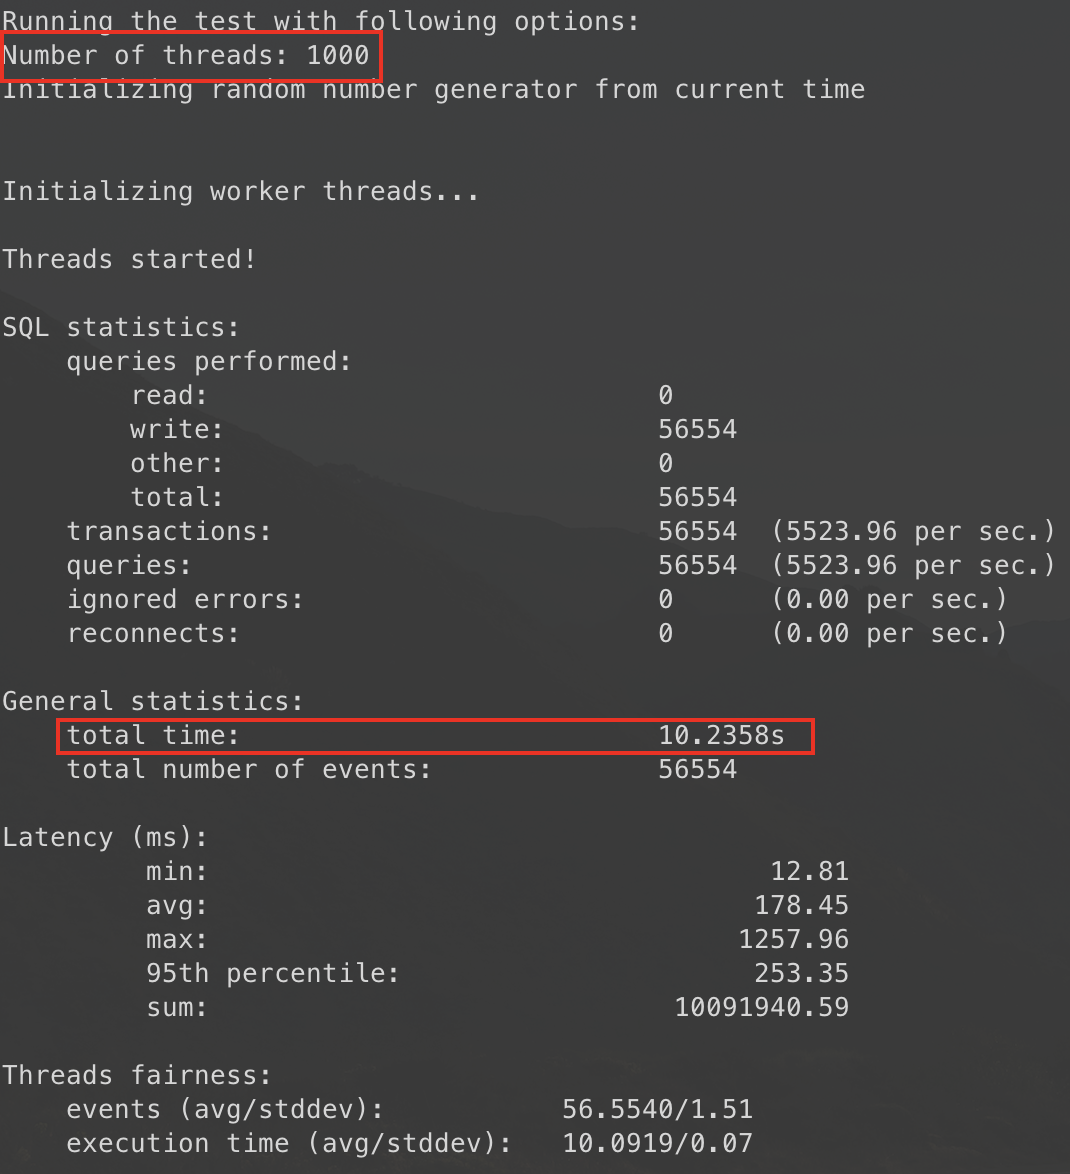 Running the test with following options:
Number of threads: 1000
Initializing random number generator from current time
Initializing worker threads...
Threads started!
SQL statistics:
queries performed:
read: 0
write: 56554
other: 0
total: 56554
transactions: 56554 (5523.96 per sec.)
queries: 56554 (5523.96 per sec.)
ignored errors: 0 (0.00 per sec.)
reconnects: 0 (0.00 per sec.)
General statistics:
total time: 10.2358s
total number of events: 56554
Latency (ms):
min: 12.81
avg: 178.45
max: 1257.96
95th percentile: 253.35
sum: 10091940.59
Threads fairness:
events (avg/stddev): 56.5540/1.51
execution time (avg/stddev): 10.0919/0.07